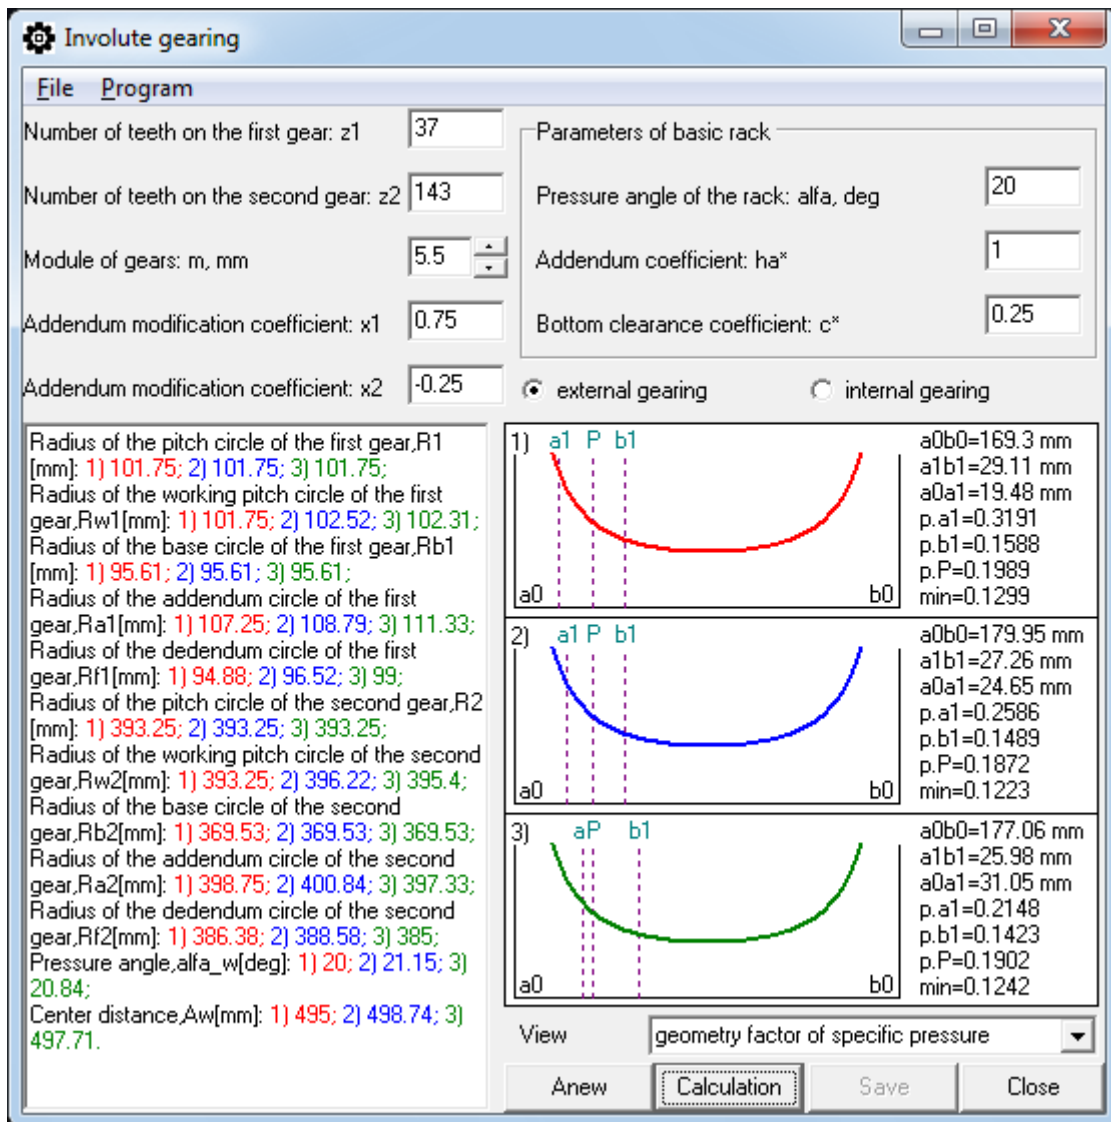 Involute gearing
File Program
Number of teeth on the first gear: z1 37
Number of teeth on the second gear: z2 143
Module of gears: m, mm 5.5
Addendum modification coefficient: x1 0.75
Addendum modification coefficient: x2 -0.25
Parameters of basic rack
Pressure angle of the rack: alfa, deg 20
Addendum coefficient: ha* 1
Bottom clearance coefficient: c* 0.25
external gearing internal gearing
Radius of the pitch circle of the first gear,R1
[mm]: 1) 101.75; 2) 101.75; 3) 101.75;
Radius of the working pitch circle of the first
gear,Rw1[mm]: 1) 101.75; 2) 102.52; 3) 102.31;
Radius of the base circle of the first gear,Rb1
[mm]: 1) 95.61; 2) 95.61; 3) 95.61;
Radius of the addendum circle of the first
gear,Ra1[mm]: 1) 107.25; 2) 108.79; 3) 111.33;
Radius of the dedendum circle of the first
gear,Rf1[mm]: 1) 94.88; 2) 96.52; 3) 99;
Radius of the pitch circle of the second gear,R2
[mm]: 1) 393.25; 2) 393.25; 3) 393.25;
Radius of the working pitch circle of the second
gear,Rw2[mm]: 1) 393.25; 2) 396.22; 3) 395.4;
Radius of the base circle of the second
gear,Rb2[mm]: 1) 369.53; 2) 369.53; 3) 369.53;
Radius of the addendum circle of the second
gear,Ra2[mm]: 1) 398.75; 2) 400.84; 3) 397.33;
Radius of the dedendum circle of the second
gear,Rf2[mm]: 1) 386.38; 2) 388.58; 3) 385;
Pressure angle,alfa_w[deg]: 1) 20; 2) 21.15; 3)
20.84;
Center distance,Aw[mm]: 1) 495; 2) 498.74; 3)
497.71.
1) a1 P b1
a0 b0
a0b0=169.3 mm
a1b1=29.11 mm
a0a1=19.48 mm
p.a1=0.3191
p.b1=0.1588
p.P=0.1989
min=0.1299
2) a1 P b1
a0 b0
a0b0=179.95 mm
a1b1=27.26 mm
a0a1=24.65 mm
p.a1=0.2586
p.b1=0.1489
p.P=0.1872
min=0.1223
3) aP b1
a0 b0
a0b0=177.06 mm
a1b1=25.98 mm
a0a1=31.05 mm
p.a1=0.2148
p.b1=0.1423
p.P=0.1902
min=0.1242
View geometry factor of specific pressure
Anew Calculation Save Close